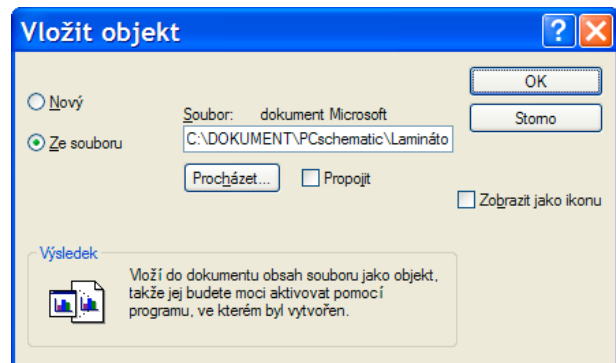 Vložit objekt
OK
Nový
Soubor: dokument Microsoft
Storno
Ze souboru
C:\DOKUMENT\PCschematic\Lamináto
Procházet...
Propojit
Zobrazit jako ikonu
Výsledek
Vloží do dokumentu obsah souboru jako objekt,
takže jej budete moci aktivovat pomocí
programu, ve kterém byl vytvořen.